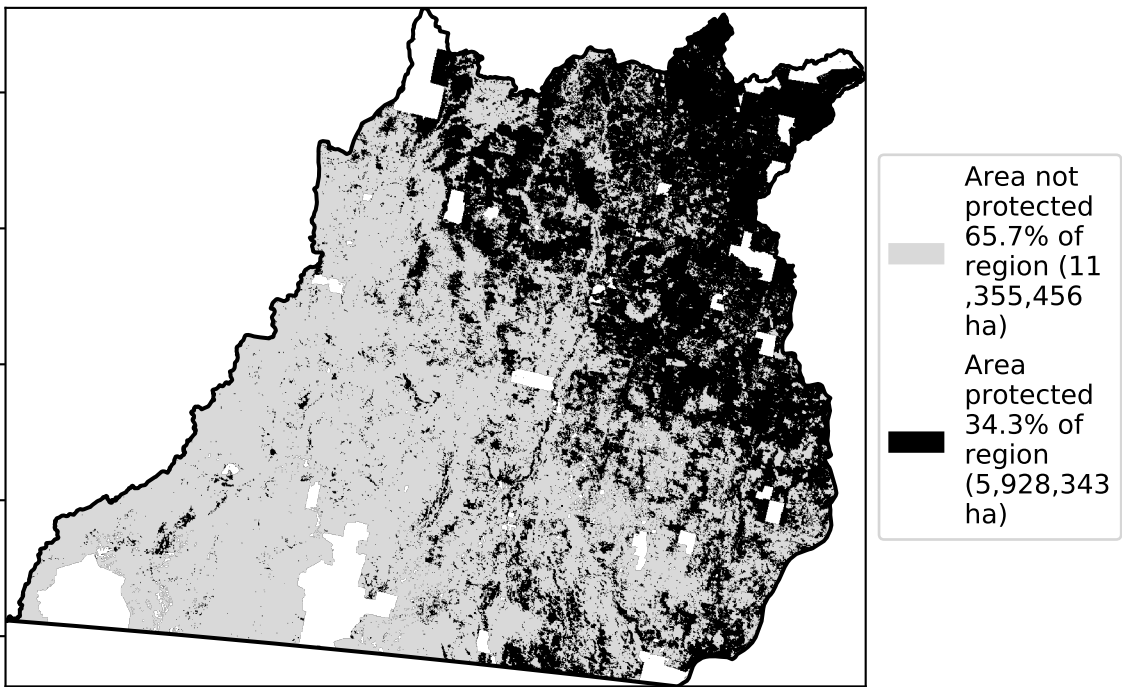 Area not
protected
65.7% of
region (11
,355,456
ha)
Area
protected
34.3% of
region
(5,928,343
ha)